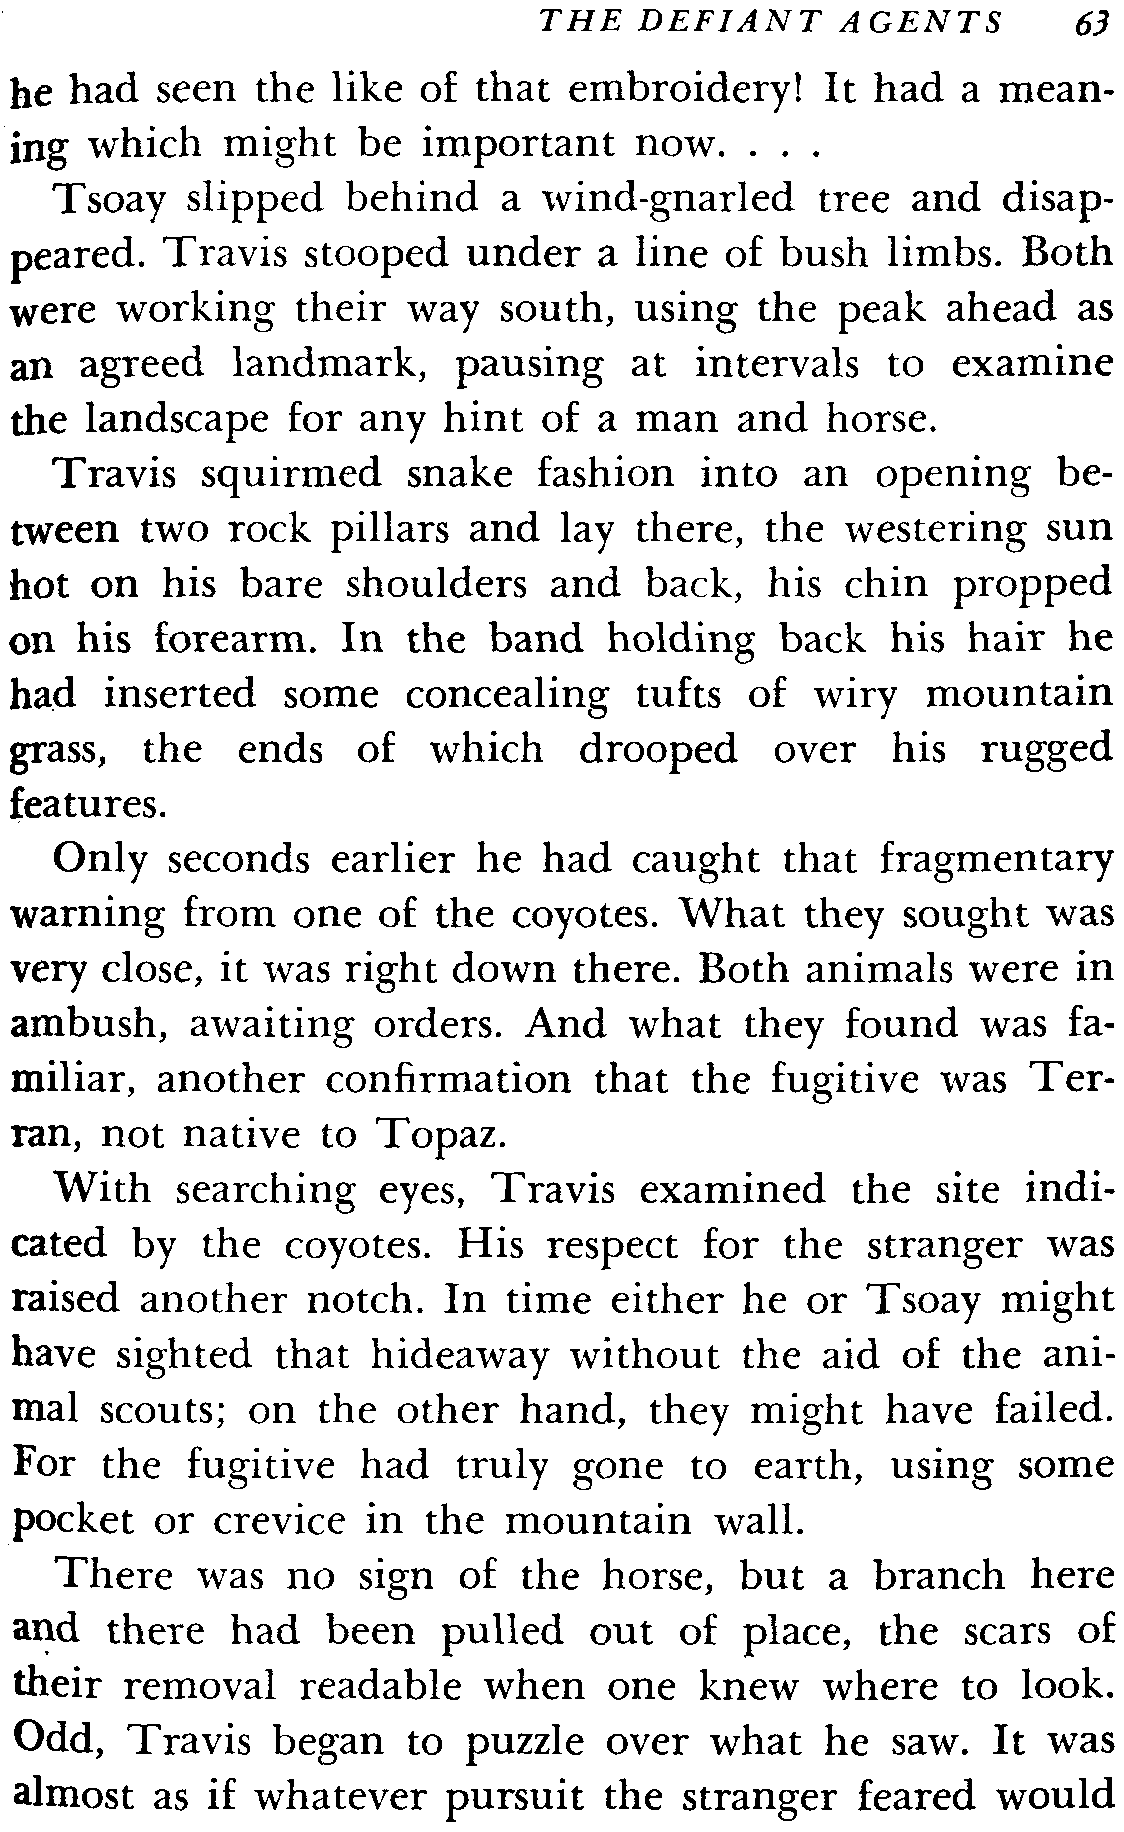 THE DEFIANT AGENTS 63
he had seen the like of that embroidery! It had a mean-
ing which might be important now. . . .
Tsoay slipped behind a wind-gnarled tree and disap-
peared. Travis stooped under a line of bush limbs. Both
were working their way south, using the peak ahead as
an agreed landmark, pausing at intervals to examine
the landscape for any hint of a man and horse.
Travis squirmed snake fashion into an opening be-
tween two rock pillars and lay there, the westering sun
hot on his bare shoulders and back, his chin propped
on his forearm. In the band holding back his hair he
had inserted some concealing tufts of wiry mountain
grass, the ends of which drooped over his rugged
features.
Only seconds earlier he had caught that fragmentary
warning from one of the coyotes. What they sought was
very close, it was right down there. Both animals were in
ambush, awaiting orders. And what they found was fa-
miliar, another confirmation that the fugitive was Ter-
ran, not native to Topaz.
With searching eyes, Travis examined the site indi-
cated by the coyotes. His respect for the stranger was
raised another notch. In time either he or Tsoay might
have sighted that hideaway without the aid of the ani-
mal scouts; on the other hand, they might have failed.
For the fugitive had truly gone to earth, using some
pocket or crevice in the mountain wall.
There was no sign of the horse, but a branch here
and there had been pulled out of place, the scars of
their removal readable when one knew where to look.
Odd, Travis began to puzzle over what he saw. It was
almost as if whatever pursuit the stranger feared would